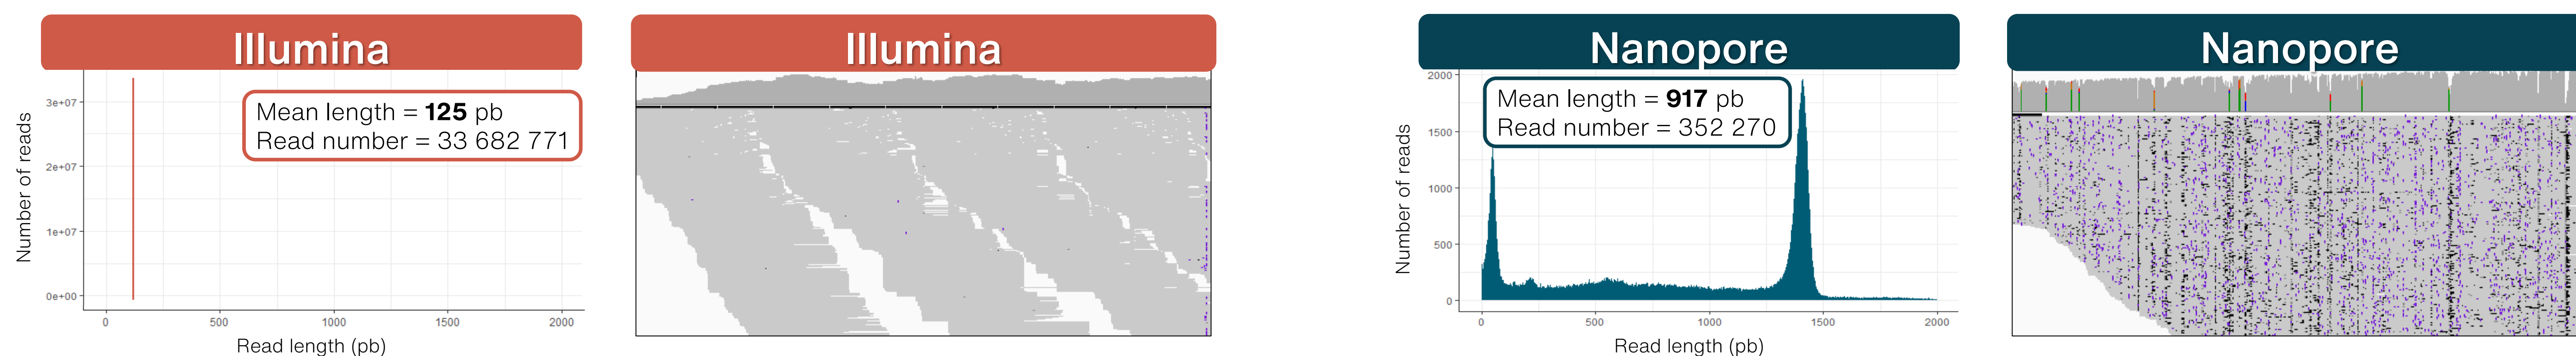 Illumina
Number of reads
3e+07
2e+07
1e+07
0e+00
Mean length = 125 pb
Read number = 33 682 771
0 500 1000 1500 2000
Read length (pb)
Illumina
Nanopore
Number of reads
2000
1500
1000
500
0
Mean length = 917 pb
Read number = 352 270
0 500 1000 1500 2000
Read length (pb)
Nanopore